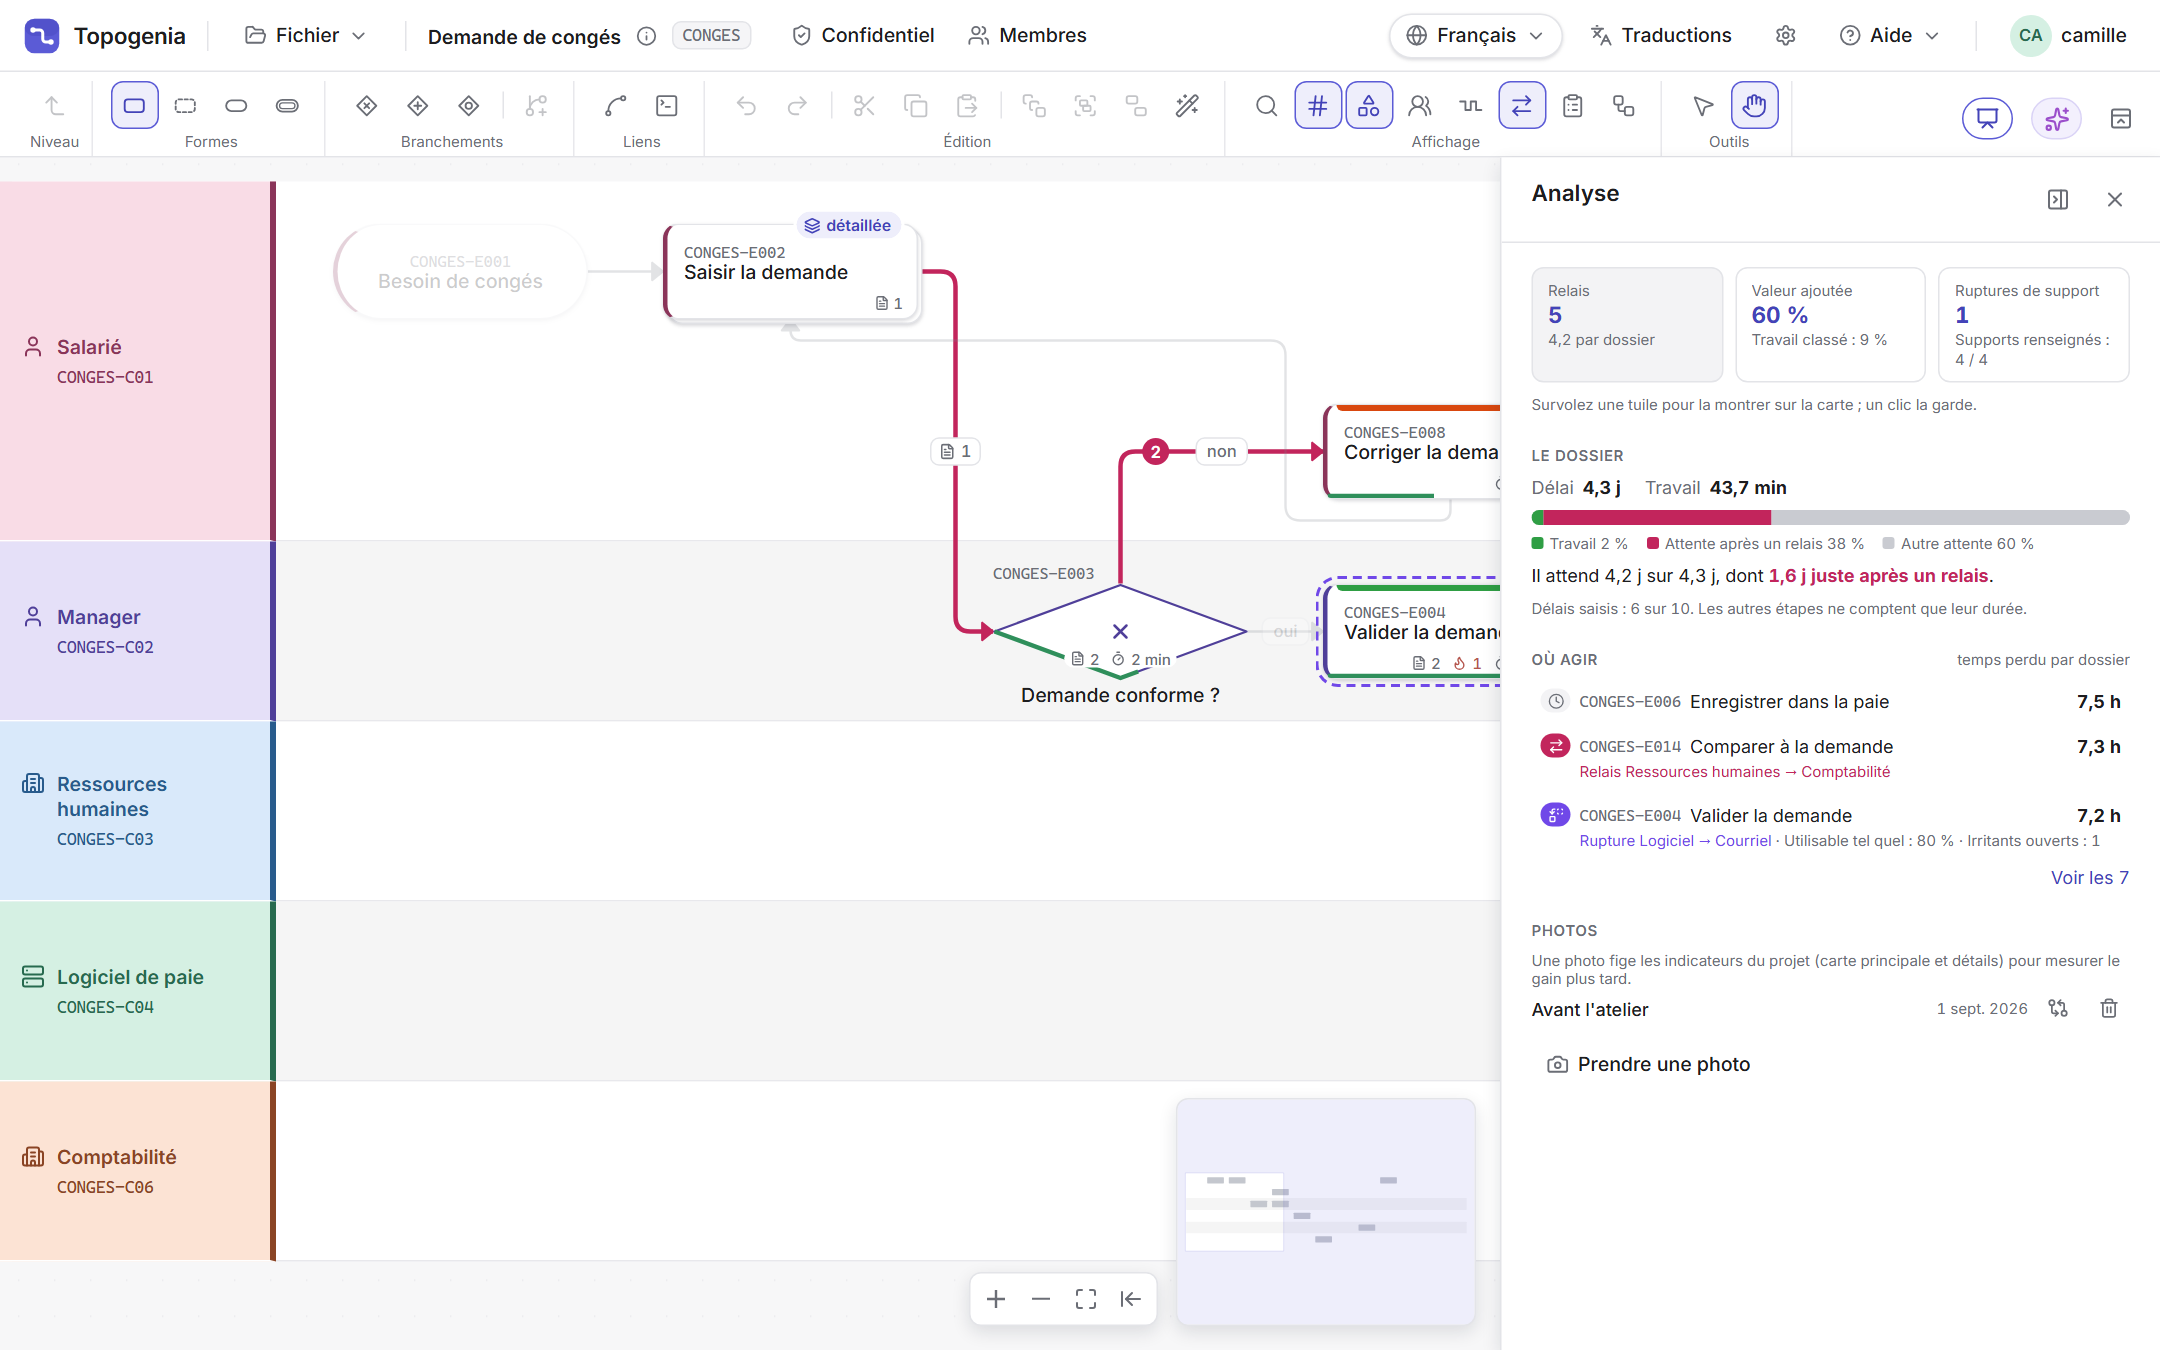 Topogenia
Fichier
Demande de congés
CONGES
Confidentiel
Membres
Français
Traductions
Aide
CA
camille
Niveau
Formes
Branchements
Liens
Édition
Affichage
Outils
Salarié
CONGES-C01
Manager
CONGES-C02
Ressources
humaines
CONGES-C03
Logiciel de paie
CONGES-C04
Comptabilité
CONGES-C06
CONGES-E001
Besoin de congés
détaillée
CONGES-E002
Saisir la demande
1
1
2
non
CONGES-E008
Corriger la dema
CONGES-E003
2
2 min
Demande conforme ?
oui
CONGES-E004
Valider la deman
2
1
Analyse
Relais
5
4,2 par dossier
Valeur ajoutée
60 %
Travail classé : 9 %
Ruptures de support
1
Supports renseignés :
4 / 4
Survolez une tuile pour la montrer sur la carte ; un clic la garde.
LE DOSSIER
Délai 4,3 j Travail 43,7 min
Travail 2 % Attente après un relais 38 % Autre attente 60 %
Il attend 4,2 j sur 4,3 j, dont 1,6 j juste après un relais.
Délais saisis : 6 sur 10. Les autres étapes ne comptent que leur durée.
OÙ AGIR temps perdu par dossier
CONGES-E006 Enregistrer dans la paie 7,5 h
CONGES-E014 Comparer à la demande 7,3 h
Relais Ressources humaines → Comptabilité
CONGES-E004 Valider la demande 7,2 h
Rupture Logiciel → Courriel · Utilisable tel quel : 80 % · Irritants ouverts : 1
Voir les 7
PHOTOS
Une photo fige les indicateurs du projet (carte principale et détails) pour mesurer le
gain plus tard.
Avant l'atelier 1 sept. 2026
Prendre une photo